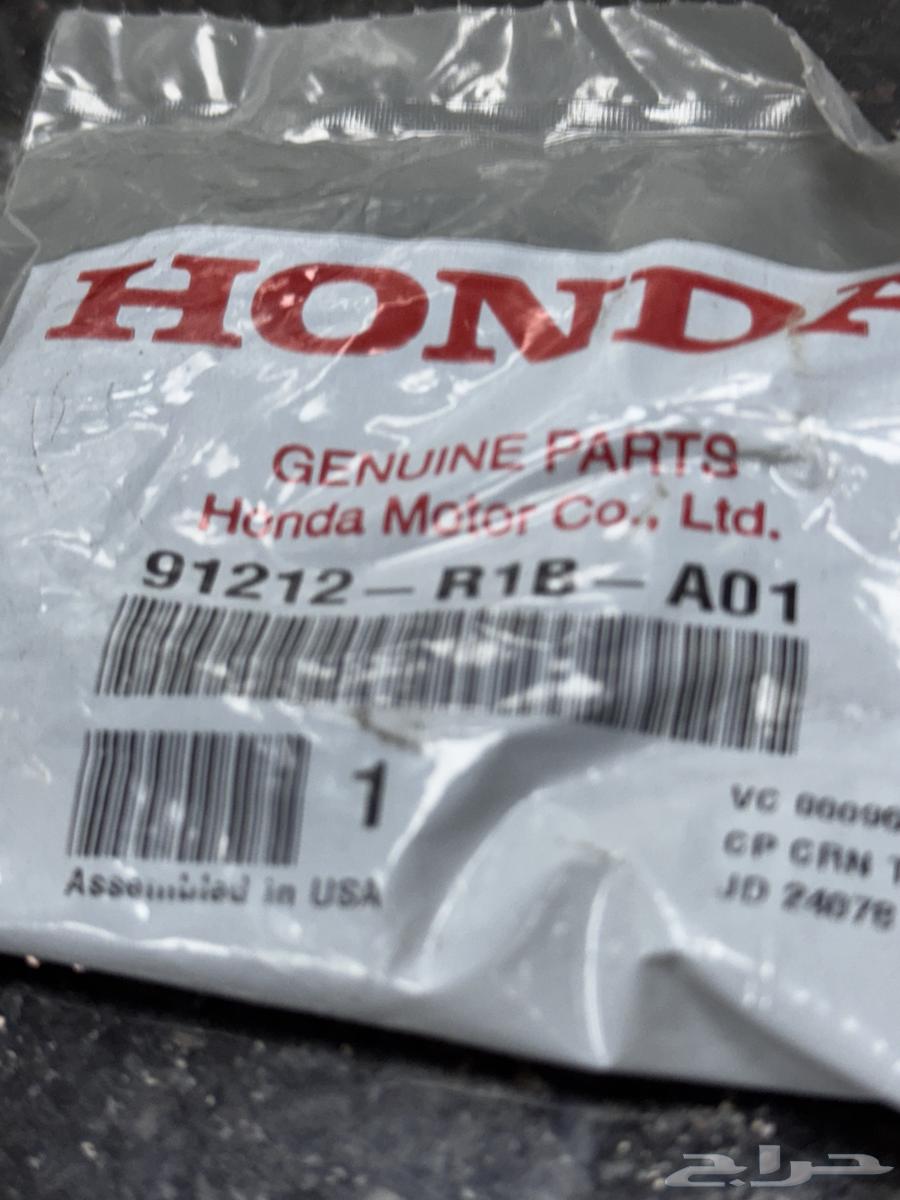 HONDA
GENUINE PARTS
Honda Motor Co., Ltd.
91212-R1B-A01
1
Assembled in USA
VC
CP CRN
JD 24078
حراج